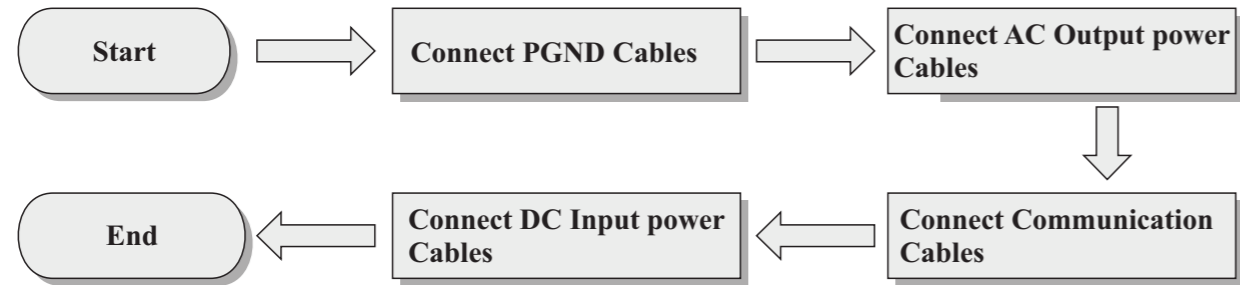 Start
Connect PGND Cables
Connect AC Output power
Cables
Connect Communication
Cables
Connect DC Input power
Cables
End